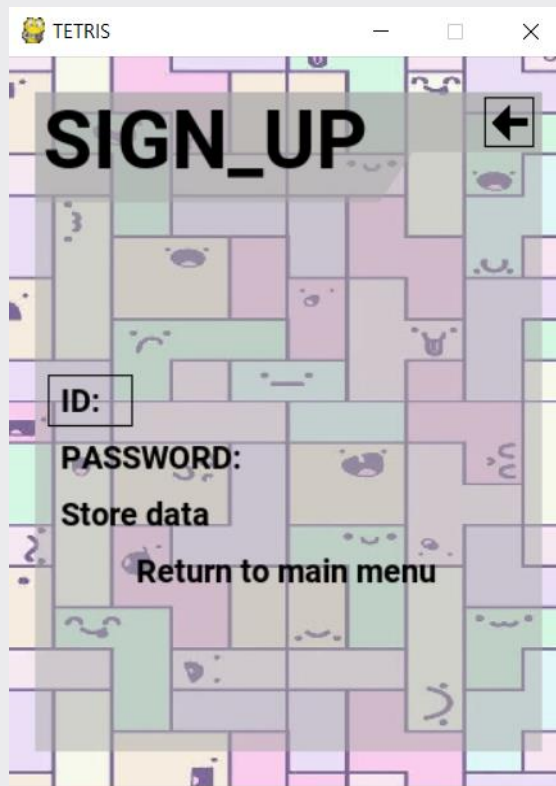 TETRIS
SIGN_UP
ID:
PASSWORD:
Store data
Return to main menu